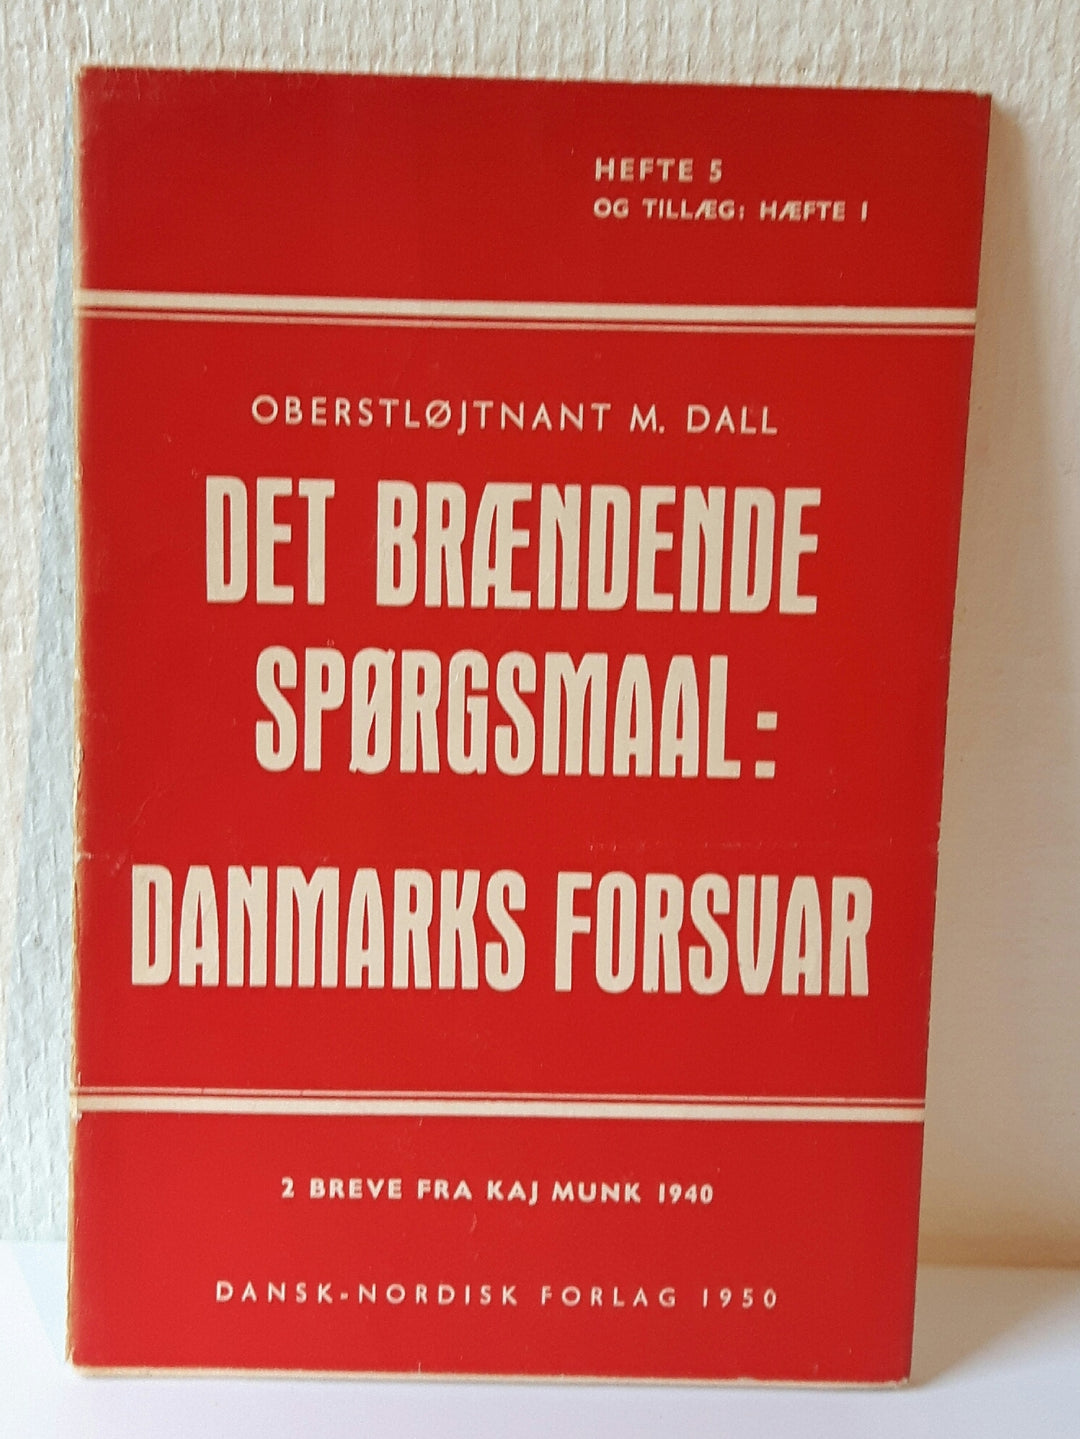 HEFTE 5
OG TILLÆG: HÆFTE I
OBERSTLØJTNANT M. DALL
DET BRÆNDENDE
SPØRGSMAAL:
DANMARKS FORSVAR
2 BREVE FRA KAJ MUNK 1940
DANSK-NORDISK FORLAG 1950